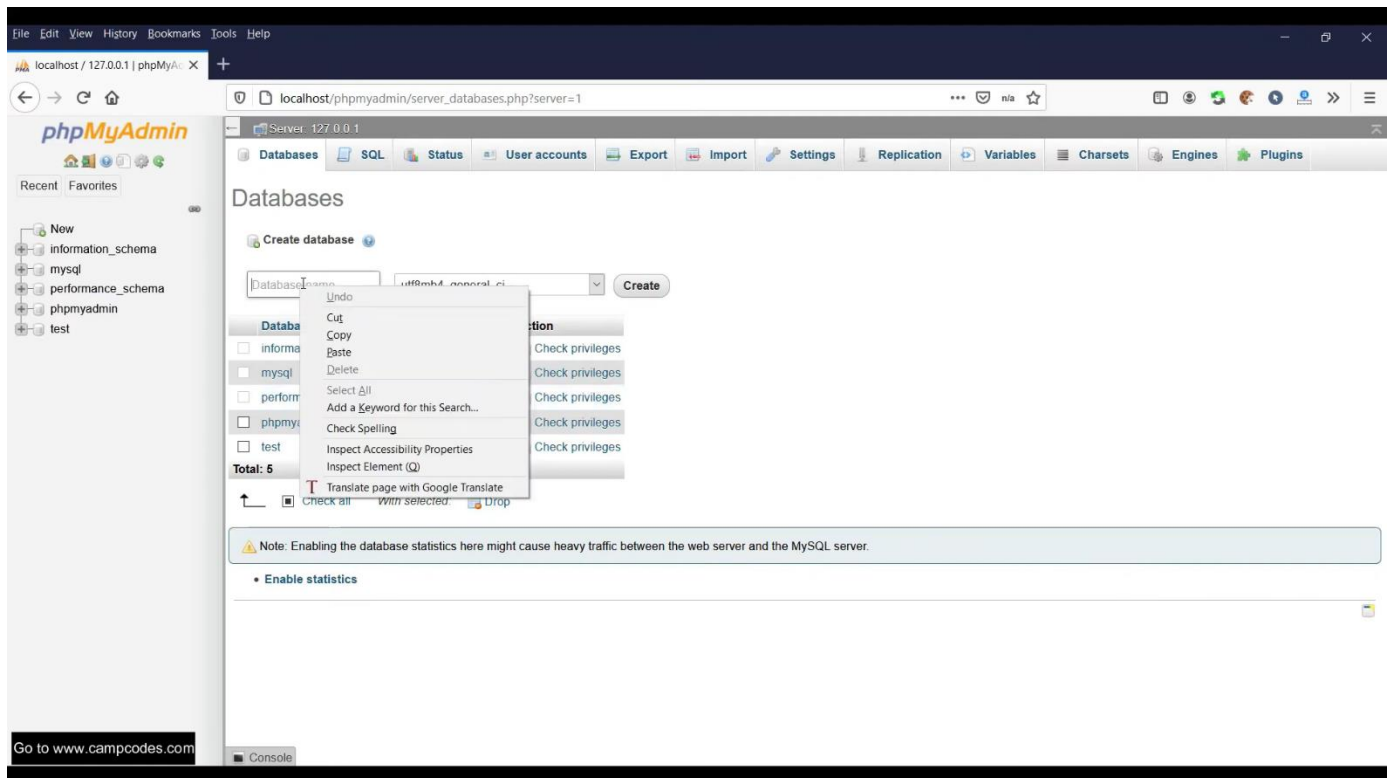 File Edit View History Bookmarks Tools Help
localhost / 127.0.0.1 | phpMyAd
localhost/phpmyadmin/server_databases.php?server=1
n/a
phpMyAdmin
Server: 127.0.0.1
Databases SQL Status User accounts Export Import Settings Replication Variables Charsets Engines Plugins
Recent Favorites
New
information_schema
mysql
performance_schema
phpmyadmin
test
Databases
Create database
Database name utf8mb4_general_ci Create
Undo
Cut
Copy
Paste
Delete
Select All
Add a Keyword for this Search...
Check Spelling
Inspect Accessibility Properties
Inspect Element (Q)
Translate page with Google Translate
Databa ction
informa Check privileges
mysql Check privileges
perform Check privileges
phpmy Check privileges
test Check privileges
Total: 5
Check all With selected: Drop
Note: Enabling the database statistics here might cause heavy traffic between the web server and the MySQL server.
• Enable statistics
Go to www.campcodes.com
Console